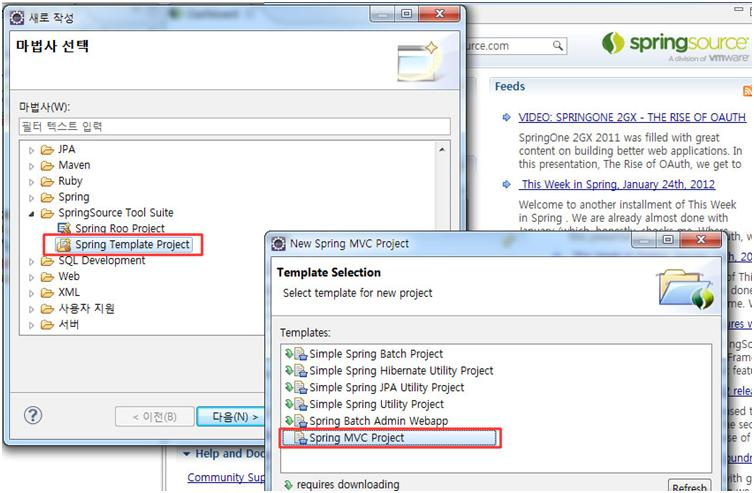 새로 작성
마법사 선택
마법사(W):
필터 텍스트 입력
JPA
Maven
Ruby
Spring
SpringSource Tool Suite
Spring Roo Project
Spring Template Project
SQL Development
Web
XML
사용자 지원
서버
< 이전(B)
다음(N) >
Help and Doc
Community Sup
New Spring MVC Project
Template Selection
Select template for new project
Templates:
Simple Spring Batch Project
Simple Spring Hibernate Utility Project
Simple Spring JPA Utility Project
Simple Spring Utility Project
Spring Batch Admin Webapp
Spring MVC Project
requires downloading
Refresh
urce.com
springsource
A division of vmware
Feeds
VIDEO: SPRINGONE 2GX - THE RISE OF OAUTH
SpringOne 2GX 2011 was filled with great
content on building better web applications. In
this presentation, The Rise of OAuth, we get to
This Week in Spring, January 24th, 2012
Welcome to another installment of This Week
in Spring . We are already almost done with